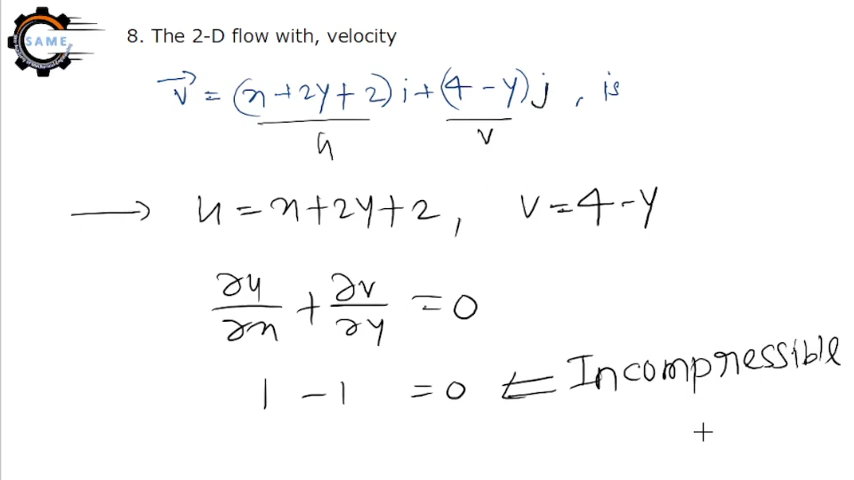 SAME
8. The 2-D flow with, velocity
v⃗ = (x + 2y + 2) i + (4 - y) j , is
u v
→ u = x + 2y + 2 , v = 4 - y
∂u/∂x + ∂v/∂y = 0
1 - 1 = 0 ⇐ Incompressible
+